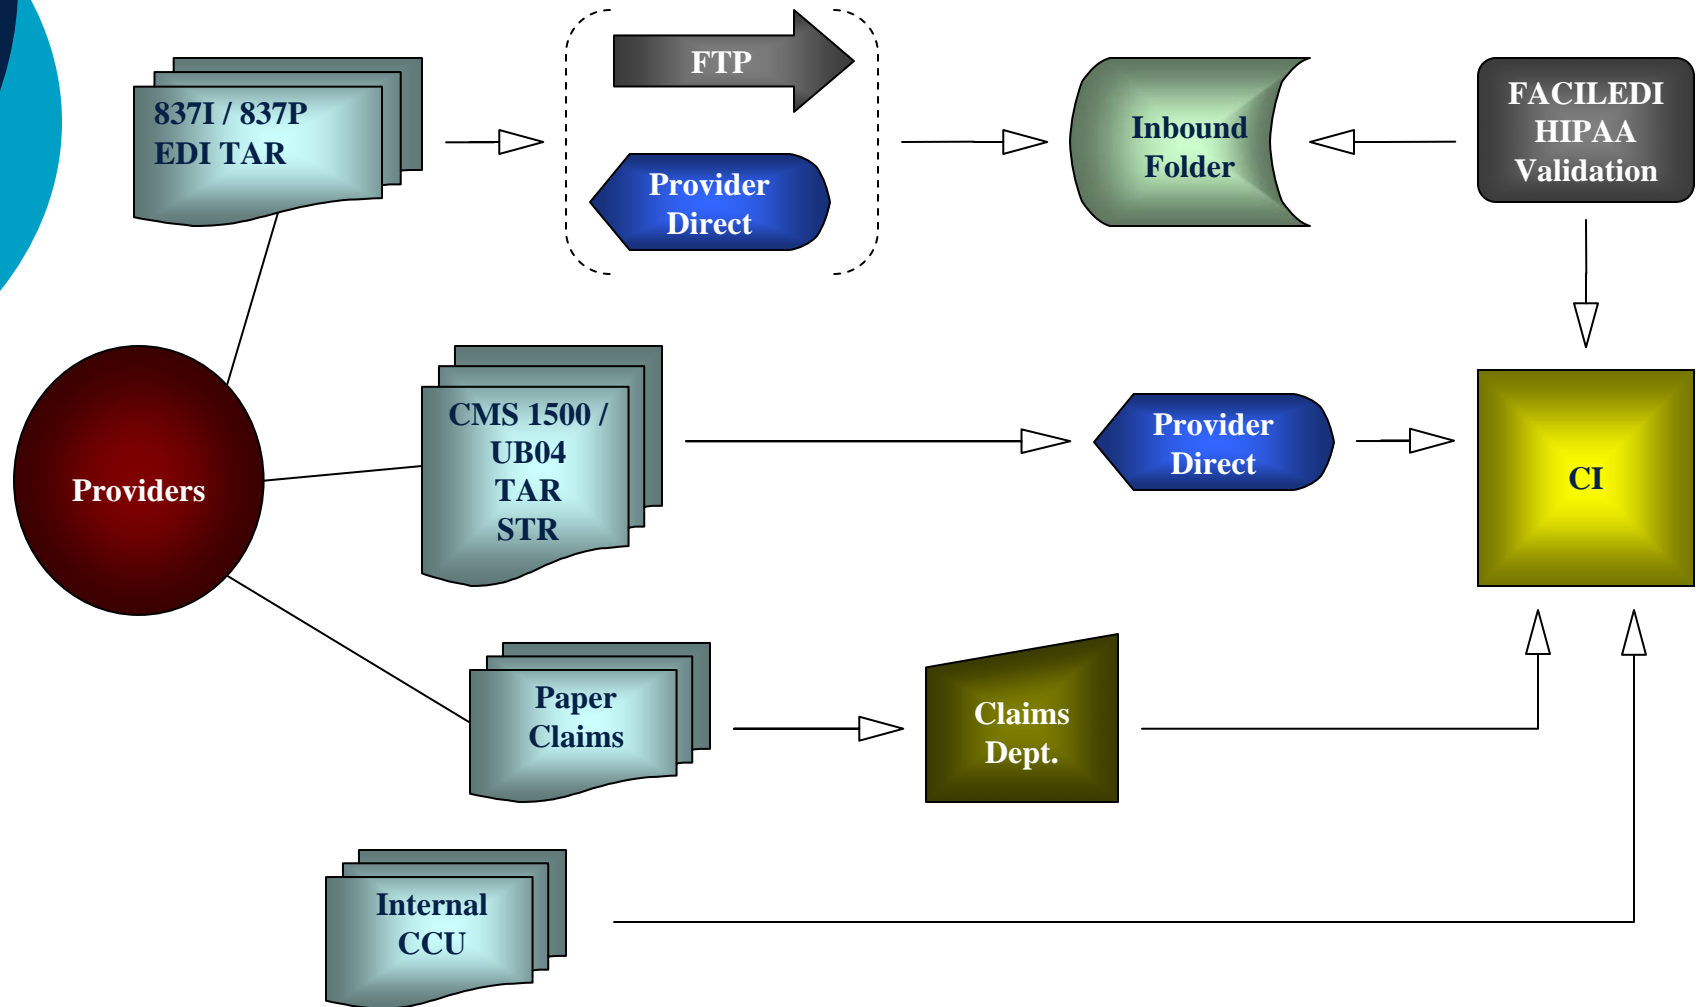 837I / 837P
EDI TAR
FTP
Provider
Direct
Inbound
Folder
FACILEDI
HIPAA
Validation
Providers
CMS 1500 /
UB04
TAR
STR
Provider
Direct
CI
Paper
Claims
Claims
Dept.
Internal
CCU